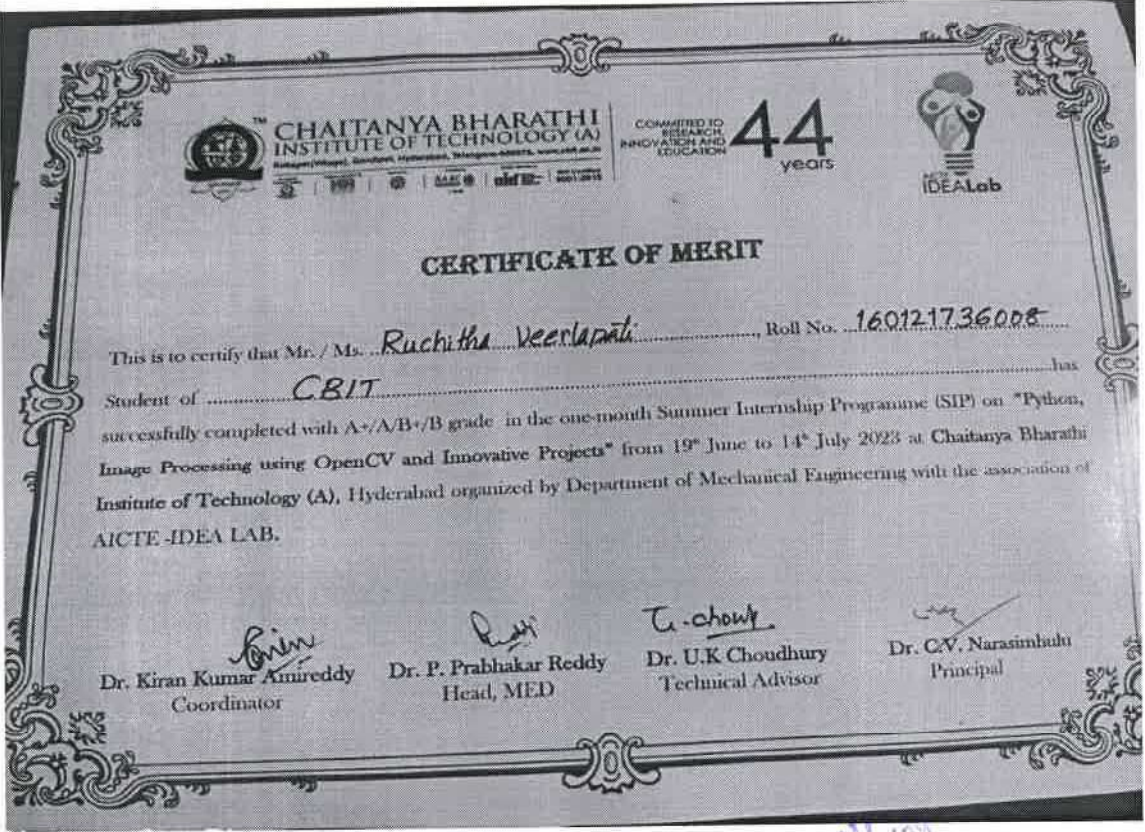 CHAITANYA BHARATHI
INSTITUTE OF TECHNOLOGY (A)
COMMITTED TO
RESEARCH,
INNOVATION AND
EDUCATION
44
years
AICTE
IDEALab
CERTIFICATE OF MERIT
This is to certify that Mr. / Ms. Ruchitha Veerlapati, Roll No. 160121736008
Student of CBIT has
successfully completed with A+/A/B+/B grade in the one-month Summer Internship Programme (SIP) on "Python,
Image Processing using OpenCV and Innovative Projects" from 19th June to 14th July 2023 at Chaitanya Bharathi
Institute of Technology (A), Hyderabad organized by Department of Mechanical Engineering with the association of
AICTE -IDEA LAB.
Dr. Kiran Kumar Amireddy
Coordinator
Dr. P. Prabhakar Reddy
Head, MED
Dr. U.K Choudhury
Technical Advisor
Dr. C.V. Narasimhulu
Principal